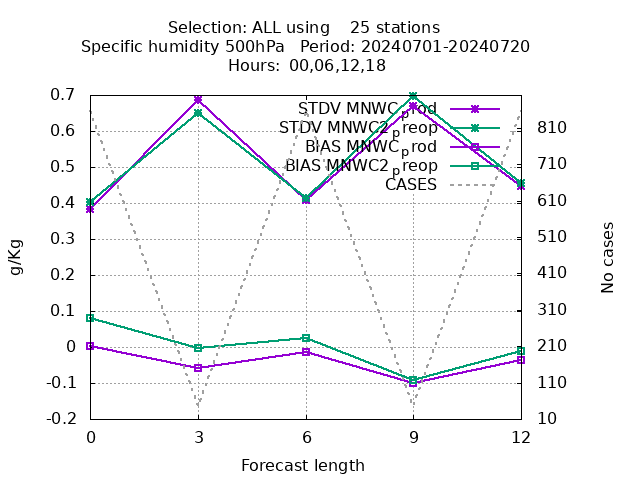 Selection: ALL using    25 stations
Specific humidity 500hPa   Period: 20240701-20240720
Hours: 00,06,12,18
STDV MNWC_prod
STDV MNWC2_preop
BIAS MNWC_prod
BIAS MNWC2_preop
CASES
0.7
0.6
0.5
0.4
0.3
0.2
0.1
0
-0.1
-0.2
810
710
610
510
410
310
210
110
10
0
3
6
9
12
g/Kg
No cases
Forecast length